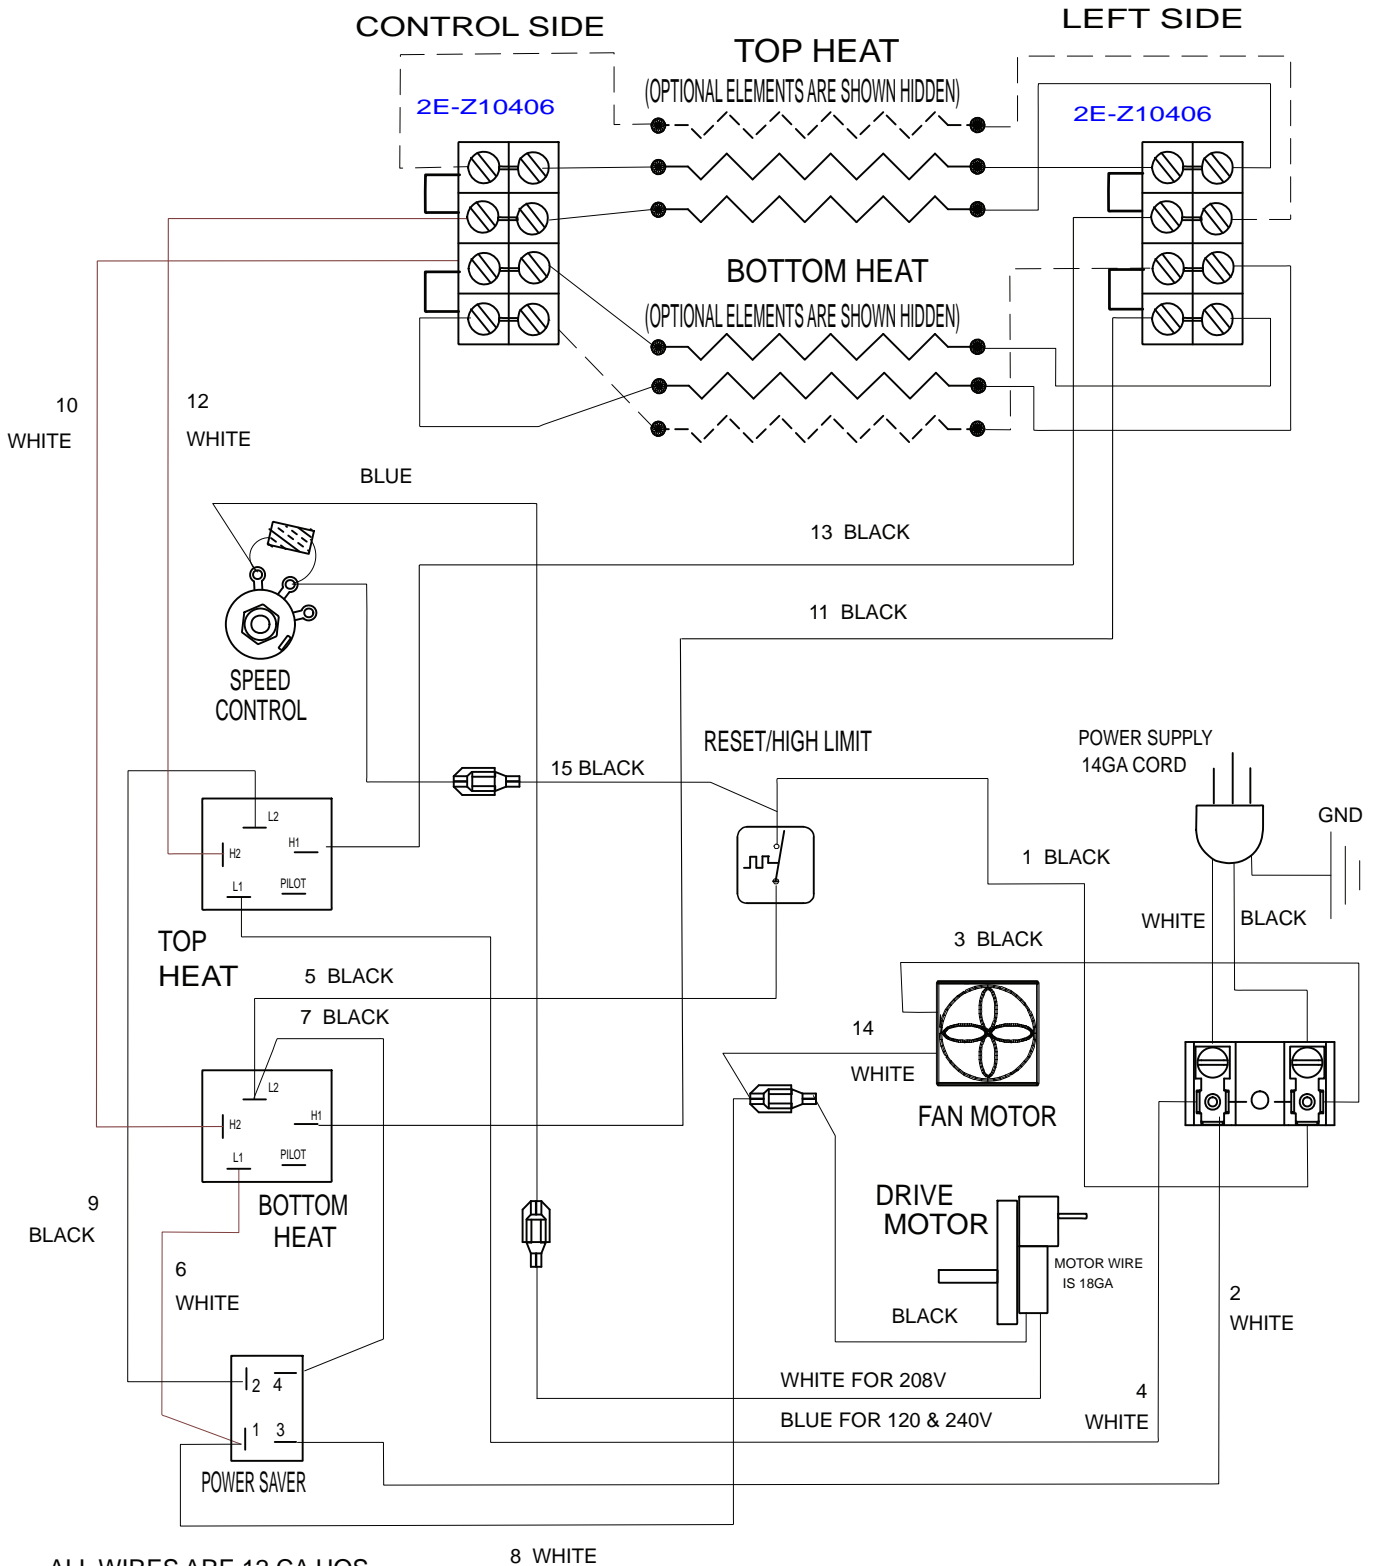 CONTROL SIDE
LEFT SIDE
TOP HEAT
(OPTIONAL ELEMENTS ARE SHOWN HIDDEN)
2E-Z10406
2E-Z10406
BOTTOM HEAT
(OPTIONAL ELEMENTS ARE SHOWN HIDDEN)
10
WHITE
12
WHITE
BLUE
13 BLACK
11 BLACK
SPEED
CONTROL
RESET/HIGH LIMIT
POWER SUPPLY
14GA CORD
15 BLACK
GND
L2
H1
H2
L1
PILOT
1 BLACK
WHITE
BLACK
TOP
HEAT
3 BLACK
5 BLACK
7 BLACK
14
WHITE
L2
H1
H2
L1
PILOT
FAN MOTOR
9
BLACK
BOTTOM
HEAT
DRIVE
MOTOR
MOTOR WIRE
IS 18GA
6
WHITE
BLACK
2
WHITE
2 4
1 3
WHITE FOR 208V
BLUE FOR 120 & 240V
4
WHITE
POWER SAVER
8 WHITE